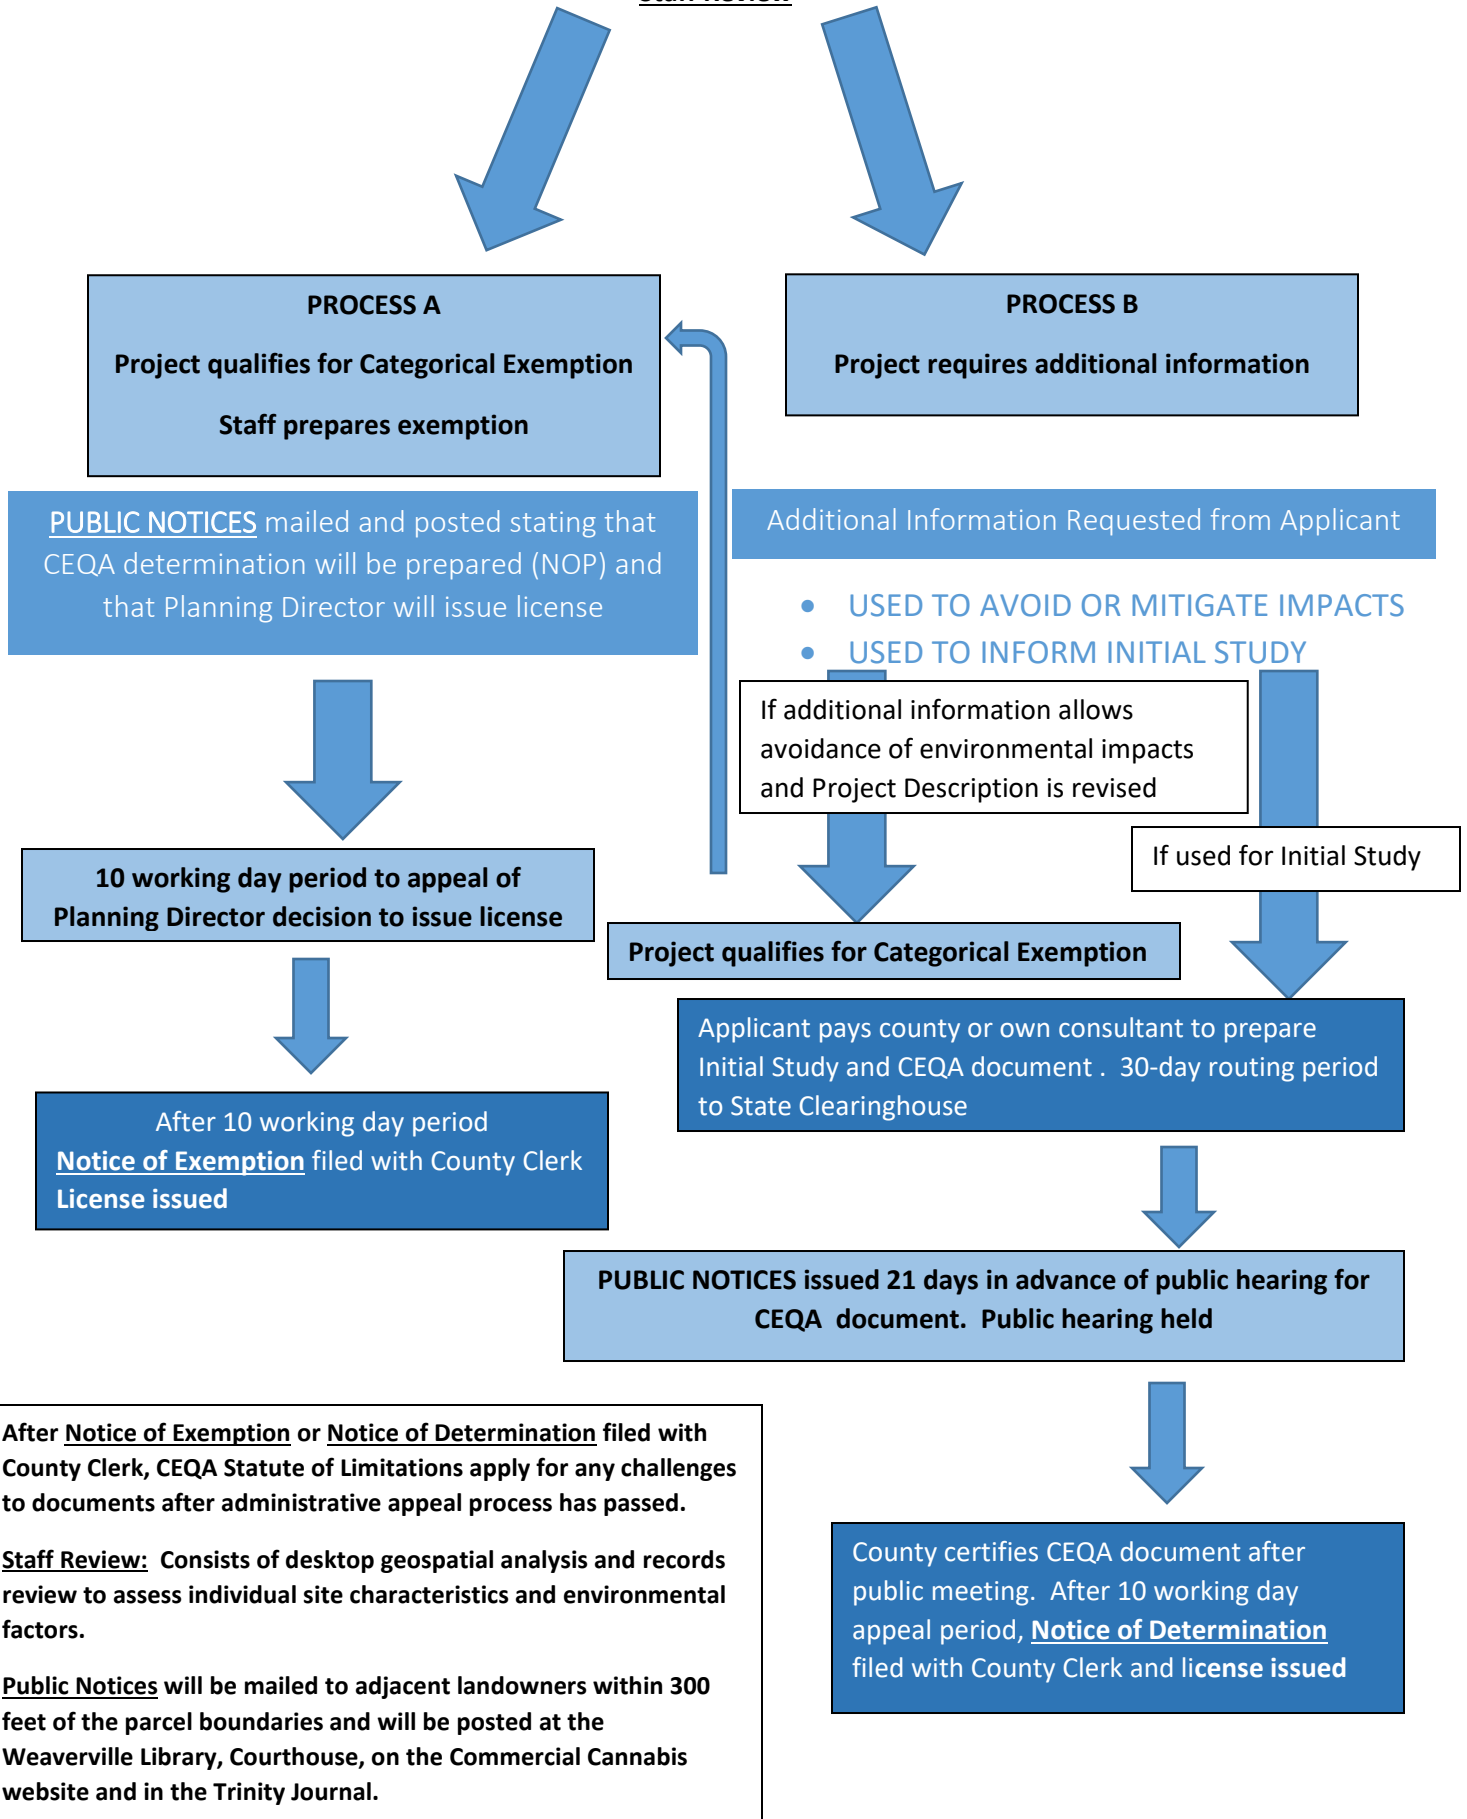 Staff Review
PROCESS A
Project qualifies for Categorical Exemption
Staff prepares exemption
PROCESS B
Project requires additional information
PUBLIC NOTICES mailed and posted stating that
CEQA determination will be prepared (NOP) and
that Planning Director will issue license
Additional Information Requested from Applicant
• USED TO AVOID OR MITIGATE IMPACTS
• USED TO INFORM INITIAL STUDY
If additional information allows
avoidance of environmental impacts
and Project Description is revised
If used for Initial Study
10 working day period to appeal of
Planning Director decision to issue license
Project qualifies for Categorical Exemption
Applicant pays county or own consultant to prepare
Initial Study and CEQA document .  30-day routing period
to State Clearinghouse
After 10 working day period
Notice of Exemption filed with County Clerk
License issued
PUBLIC NOTICES issued 21 days in advance of public hearing for
CEQA  document.  Public hearing held
After Notice of Exemption or Notice of Determination filed with
County Clerk, CEQA Statute of Limitations apply for any challenges
to documents after administrative appeal process has passed.
Staff Review:  Consists of desktop geospatial analysis and records
review to assess individual site characteristics and environmental
factors.
Public Notices will be mailed to adjacent landowners within 300
feet of the parcel boundaries and will be posted at the
Weaverville Library, Courthouse, on the Commercial Cannabis
website and in the Trinity Journal.
County certifies CEQA document after
public meeting.  After 10 working day
appeal period, Notice of Determination
filed with County Clerk and license issued